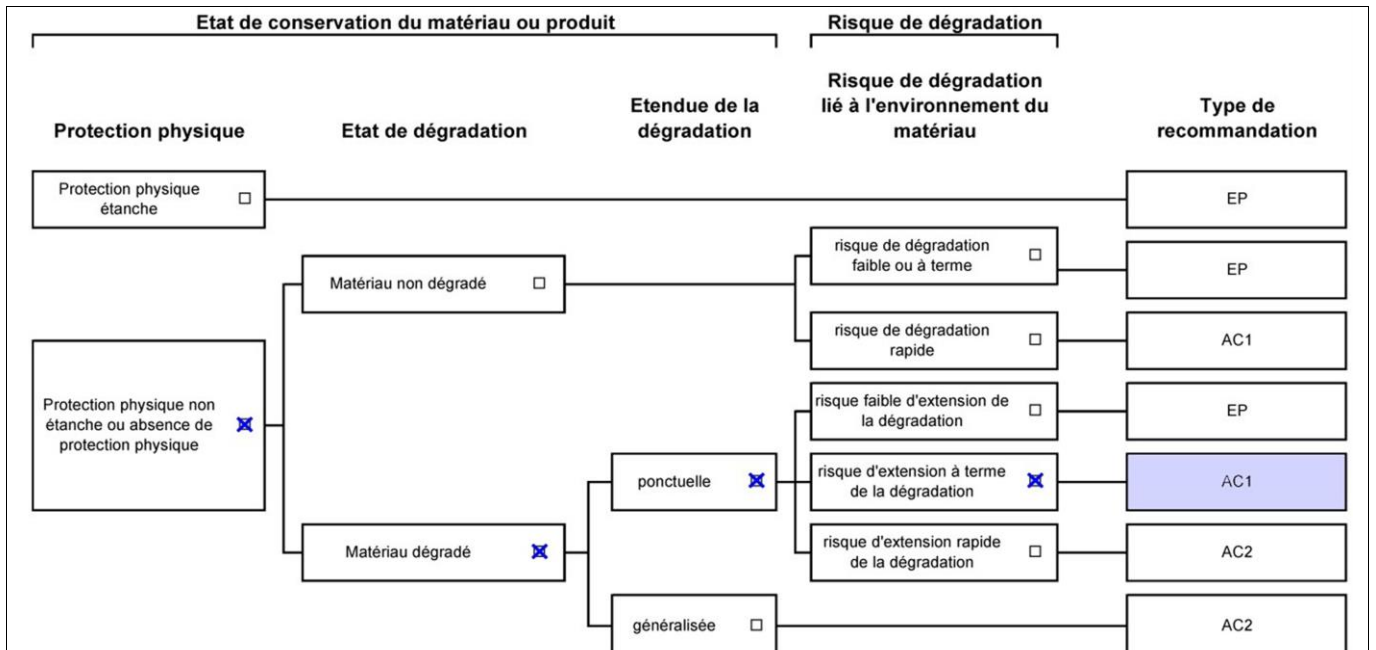 Etat de conservation du matériau ou produit
Risque de dégradation
Protection physique
Etat de dégradation
Etendue de la
dégradation
Risque de dégradation
lié à l'environnement du
matériau
Type de
recommandation
Protection physique
étanche
EP
Matériau non dégradé
risque de dégradation
faible ou à terme
EP
risque de dégradation
rapide
AC1
Protection physique non
étanche ou absence de
protection physique
risque faible d'extension de
la dégradation
EP
ponctuelle
risque d'extension à terme
de la dégradation
AC1
Matériau dégradé
risque d'extension rapide
de la dégradation
AC2
généralisée
AC2